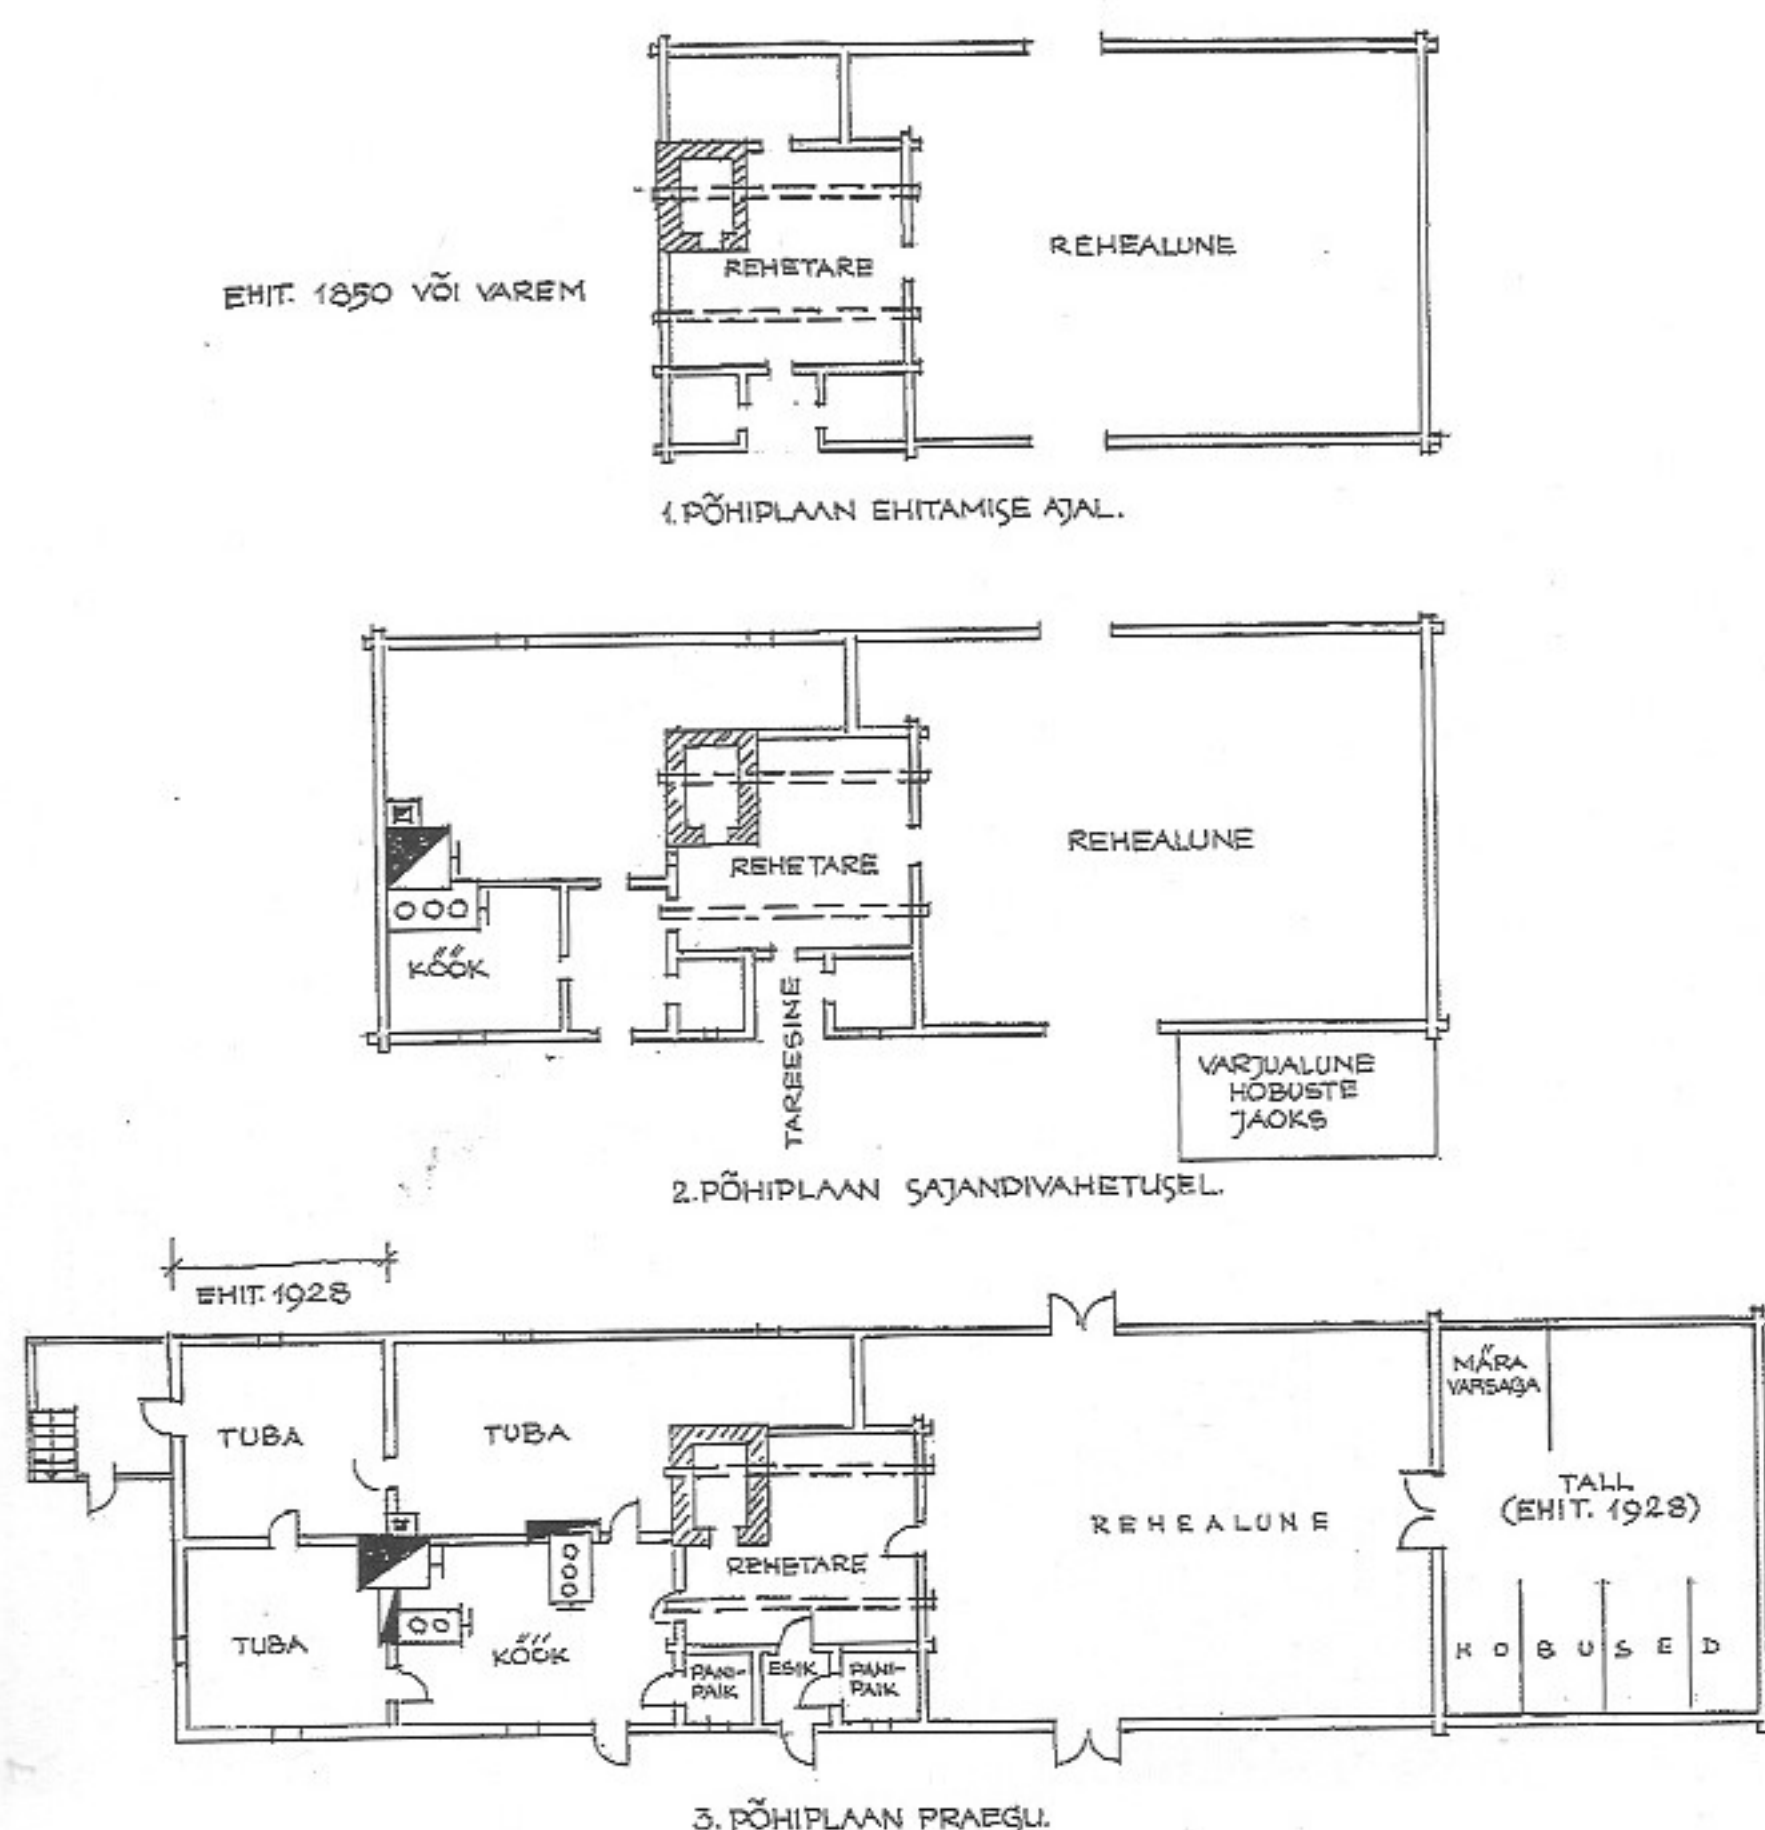 EHIT. 1850 VÕI VAREM
REHETARE
REHEALUNE
1. PÕHIPLAAN EHITAMISE AJAL.
REHETARE
REHEALUNE
KÖÖK
TAREESINE
VARJUALUNE
HOBUSTE
JAOKS
2. PÕHIPLAAN SAJANDIVAHETUSEL.
EHIT. 1928
MÄRA
VARSAGA
TUBA
TUBA
TALL
(EHIT. 1928)
REHEALUNE
REHETARE
TUBA
KÖÖK
PANI-
PAIK
ESIK
PANI-
PAIK
HOBUSED
3. PÕHIPLAAN PRAEGU.